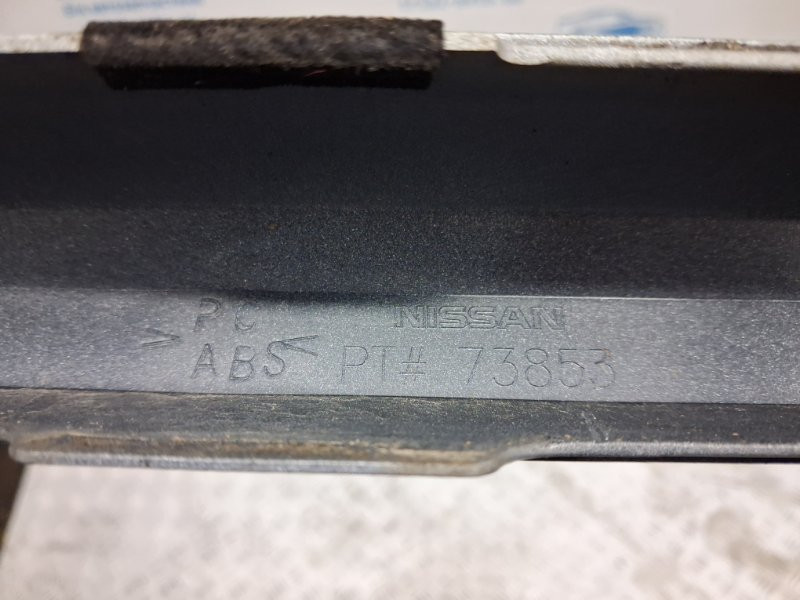 > PC NISSAN
ABS < PT# 73853